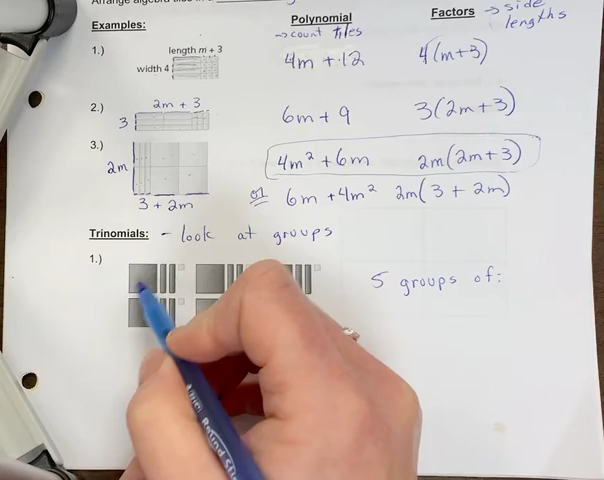 Arrange algebra tiles in a
Examples:
Polynomial
Factors → side lengths
→ count tiles
1.)
length m + 3
width 4
4m + 12
4(m+3)
2.)
2m + 3
3
6m + 9
3(2m+3)
3.)
2m
3 + 2m
4m² + 6m
2m(2m+3)
or 6m + 4m² 2m(3 + 2m)
Trinomials: - look at groups
1.)
5 groups of: